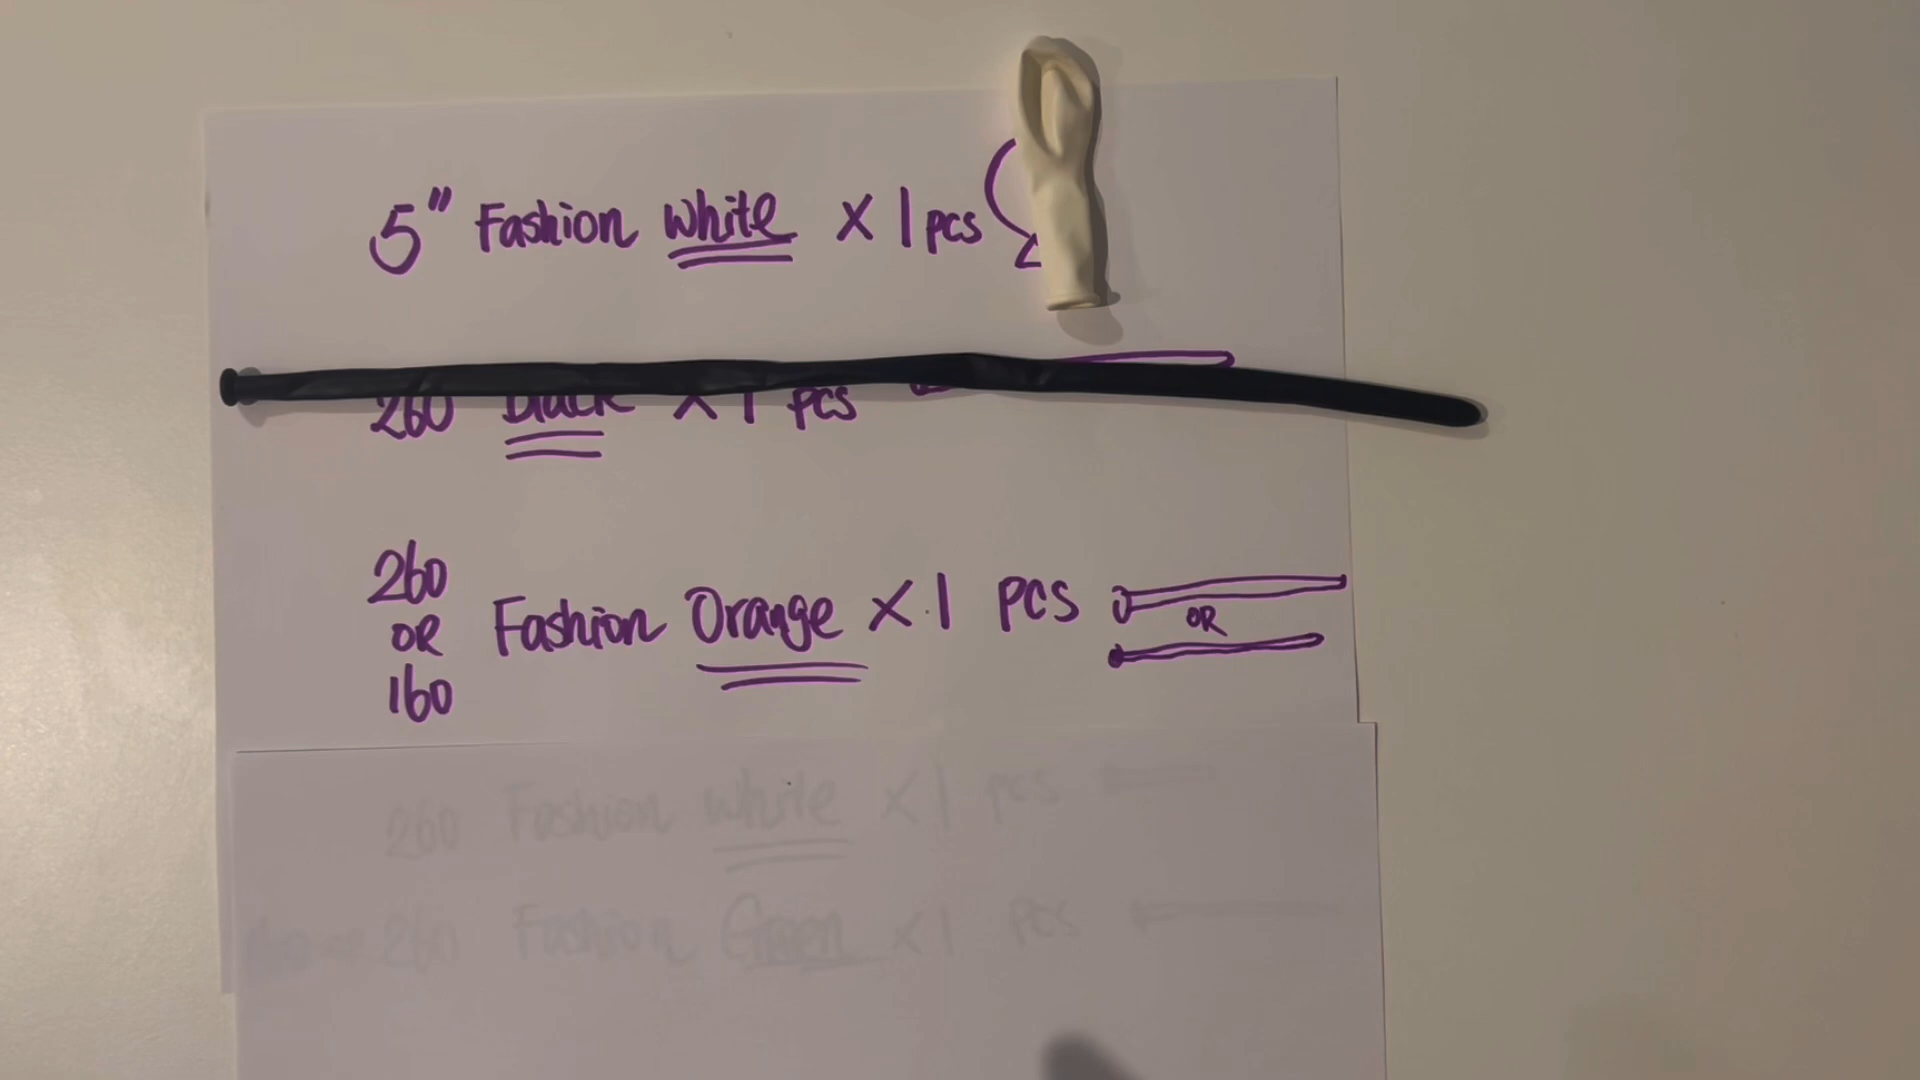 5" Fashion White X 1 pcs
260 Black X 1 pcs
260
OR
160
Fashion Orange X 1 pcs
OR
260 Fashion White X 1 pcs
260 Fashion Green X 1 pcs